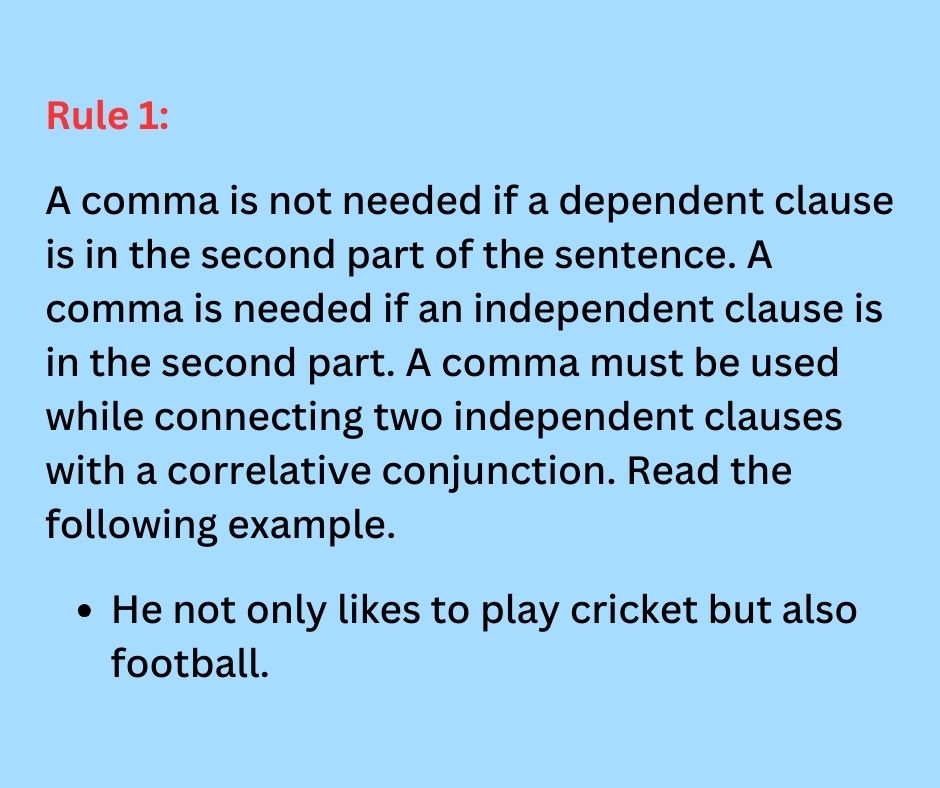 Rule 1:
A comma is not needed if a dependent clause
is in the second part of the sentence. A
comma is needed if an independent clause is
in the second part. A comma must be used
while connecting two independent clauses
with a correlative conjunction. Read the
following example.
• He not only likes to play cricket but also
football.